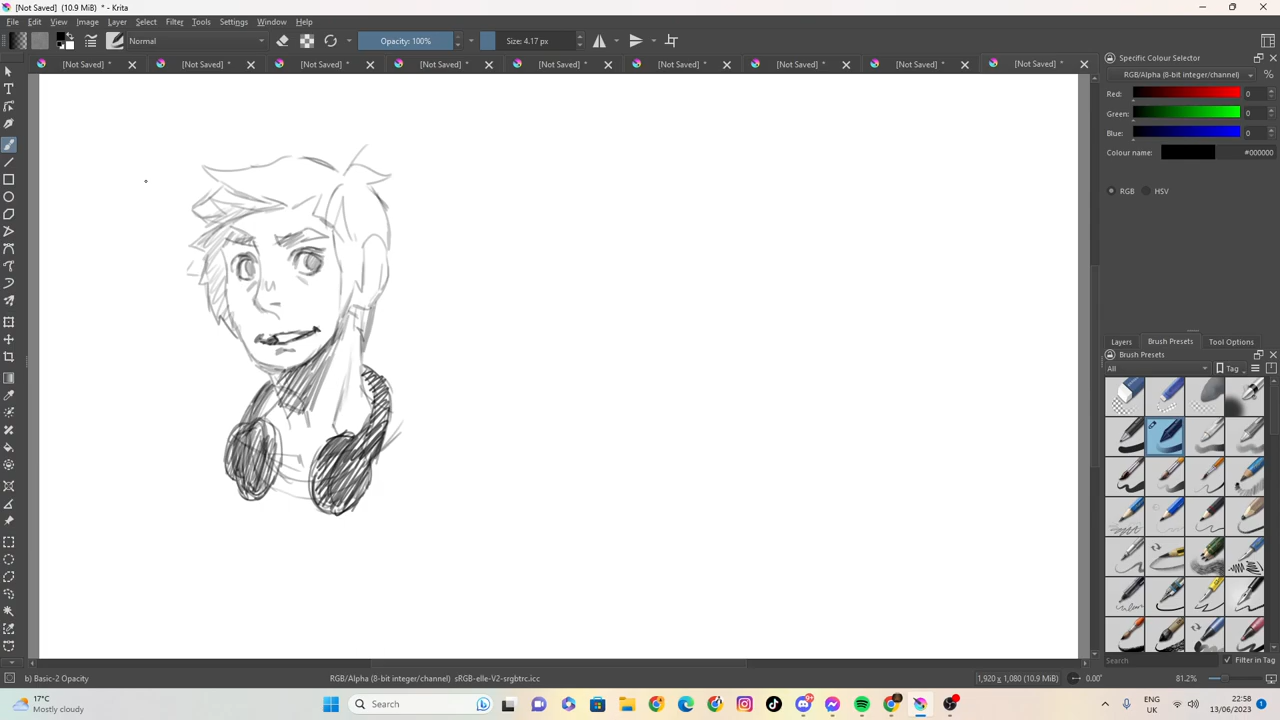 [Not Saved] (10.9 MiB) * - Krita
File Edit View Image Layer Select Filter Tools Settings Window Help
Normal Opacity: 100% Size: 4.17 px
[Not Saved] * [Not Saved] * [Not Saved] * [Not Saved] * [Not Saved] * [Not Saved] * [Not Saved] * [Not Saved] * [Not Saved] *
Specific Colour Selector
RGB/Alpha (8-bit integer/channel) %
Red: 0
Green: 0
Blue: 0
Colour name: #000000
RGB HSV
Layers Brush Presets Tool Options
Brush Presets
All Tag
Search Filter in Tag
b) Basic-2 Opacity RGB/Alpha (8-bit integer/channel) sRGB-elle-V2-srgbtrc.icc 1,920 x 1,080 (10.9 MiB) 0.00° 81.2%
17°C
Mostly cloudy
Search
9+
ENG
UK
22:58
13/06/2023
1